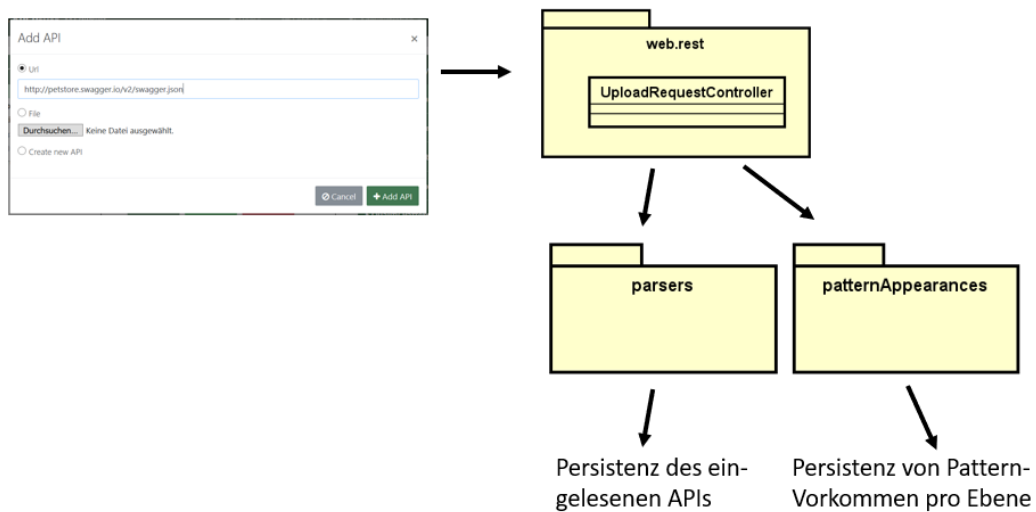 Add API
×
Url
http://petstore.swagger.io/v2/swagger.json
File
Durchsuchen... Keine Datei ausgewählt.
Create new API
Cancel
+ Add API
web.rest
UploadRequestController
parsers
patternAppearances
Persistenz des ein-
gelesenen APIs
Persistenz von Pattern-
Vorkommen pro Ebene